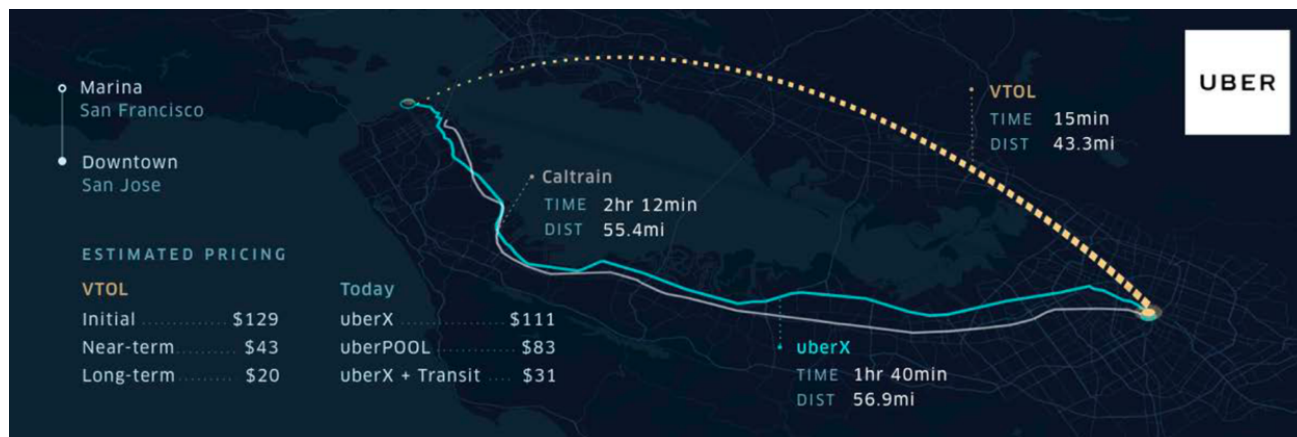 Marina
San Francisco
Downtown
San Jose
ESTIMATED PRICING
VTOL
Initial ............. $129
Near-term ......... $43
Long-term ......... $20
Today
uberX ................ $111
uberPOOL ............ $83
uberX + Transit .... $31
Caltrain
TIME 2hr 12min
DIST 55.4mi
uberX
TIME 1hr 40min
DIST 56.9mi
VTOL
TIME 15min
DIST 43.3mi
UBER